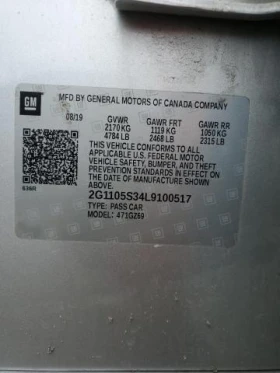 GM
MFD BY GENERAL MOTORS OF CANADA COMPANY
08/19 GVWR GAWR FRT GAWR RR
2170 KG 1119 KG 1050 KG
4784 LB 2468 LB 2315 LB
THIS VEHICLE CONFORMS TO ALL
APPLICABLE U.S. FEDERAL MOTOR
VEHICLE SAFETY, BUMPER, AND THEFT
PREVENTION STANDARDS IN EFFECT ON
THE DATE OF MANUFACTURE SHOWN ABOVE.
2G1105S34L9100517
TYPE: PASS CAR
MODEL: 471GZ69